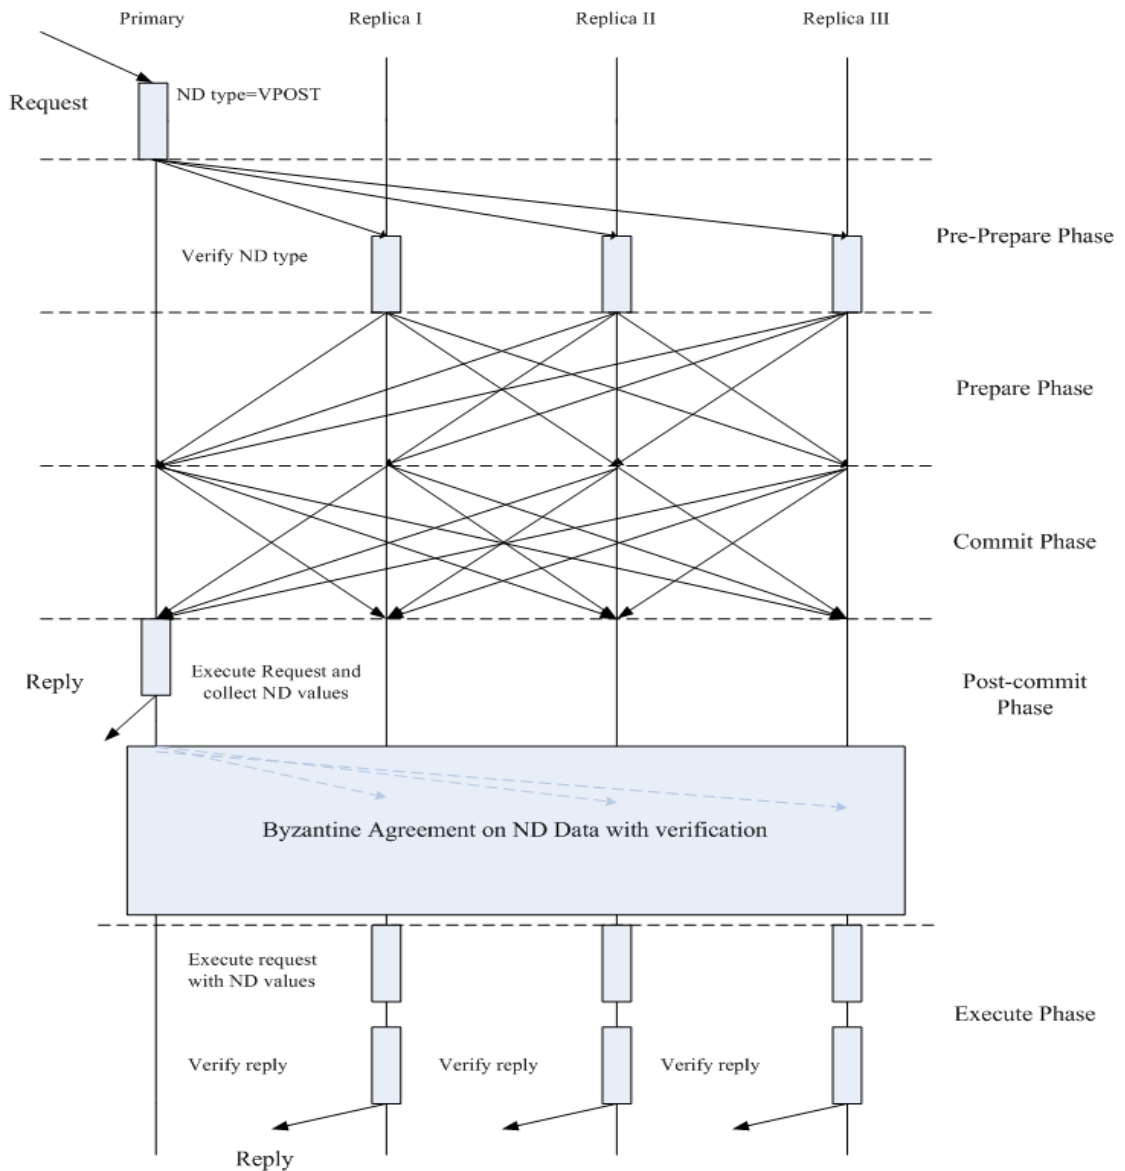 Primary
Replica I
Replica II
Replica III
ND type=VPOST
Request
Pre-Prepare Phase
Verify ND type
Prepare Phase
Commit Phase
Execute Request and
collect ND values
Reply
Post-commit
Phase
Byzantine Agreement on ND Data with verification
Execute request
with ND values
Execute Phase
Verify reply
Verify reply
Verify reply
Reply